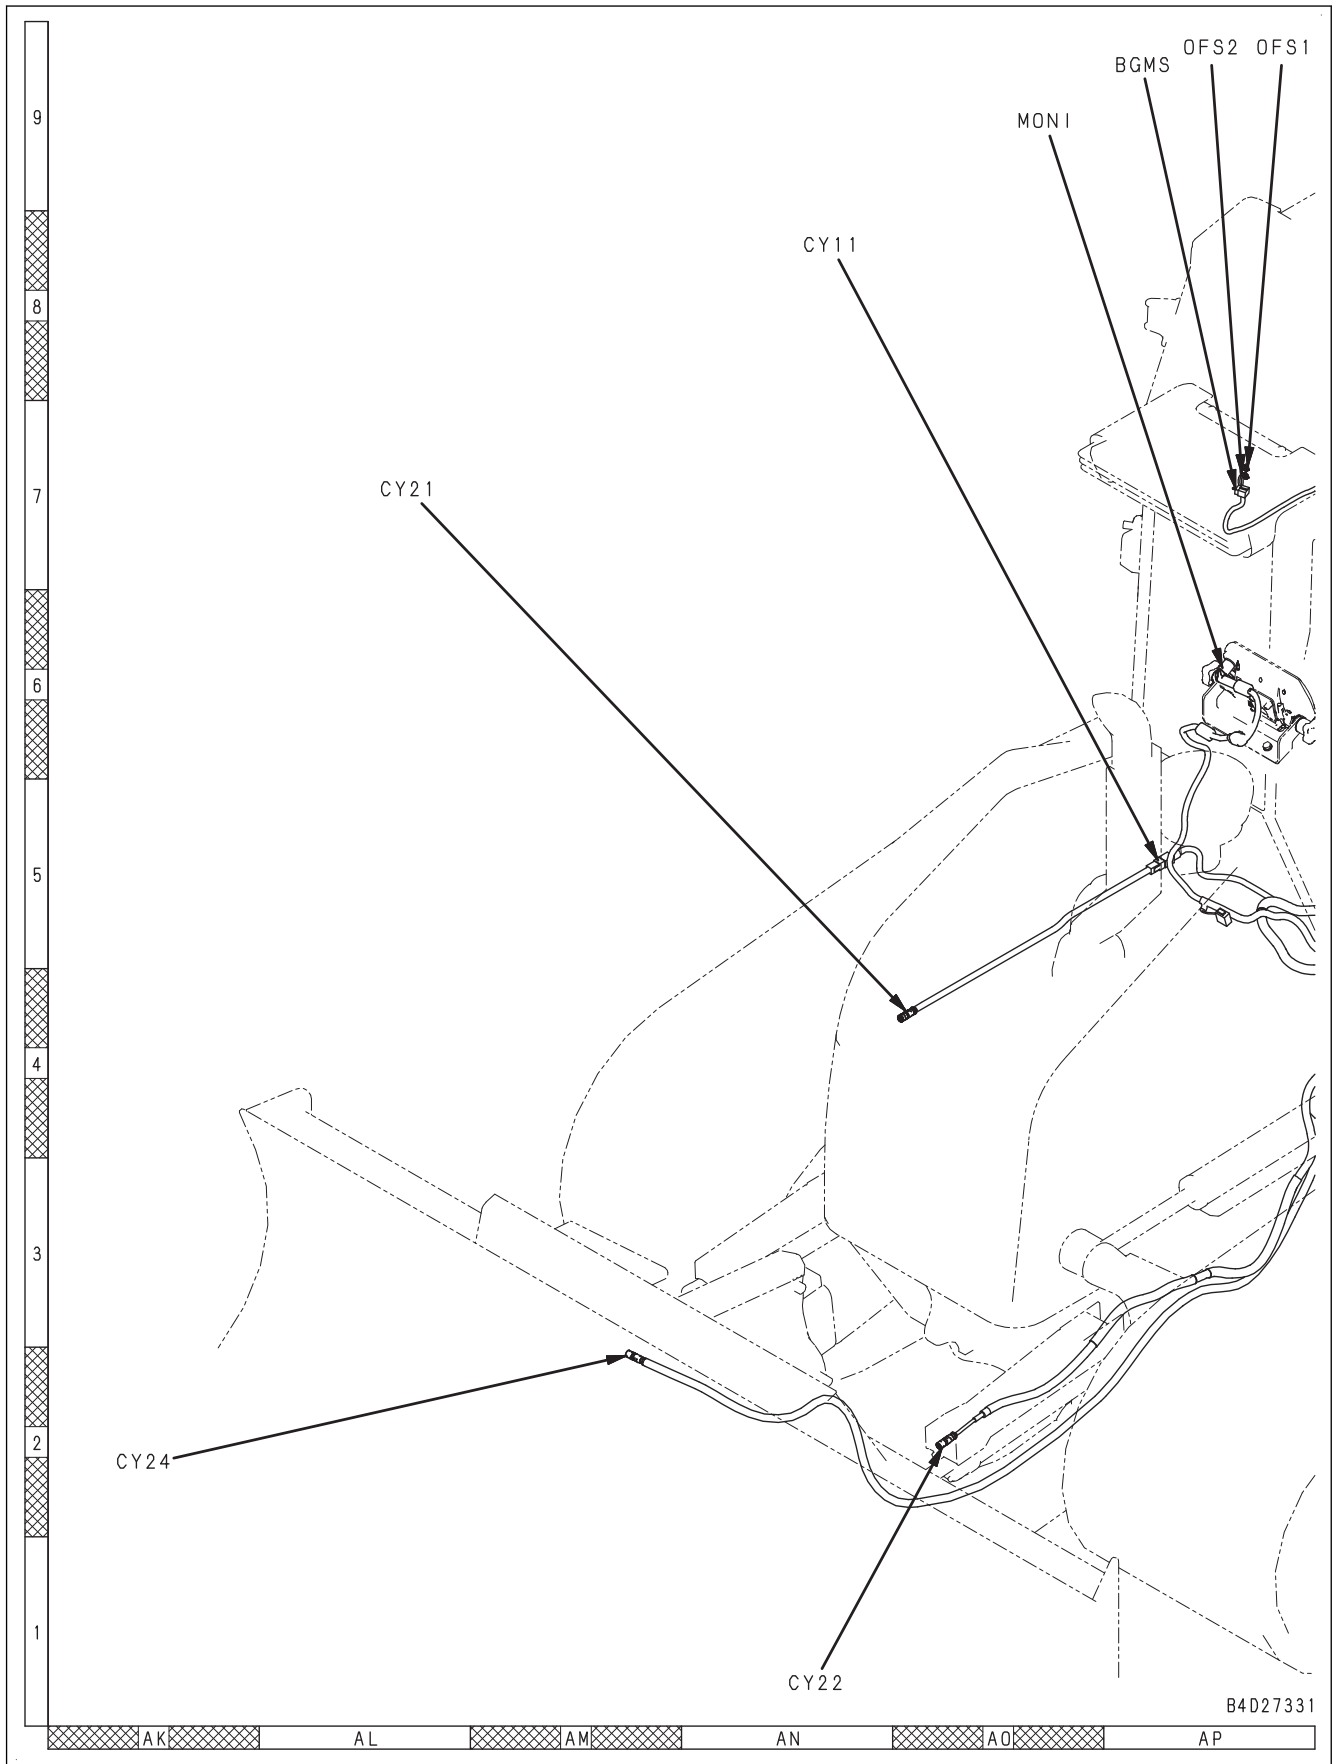 OFS2 OFS1
BGMS
9
MONI
CY11
8
CY21
7
6
5
4
3
2
CY24
1
CY22
B4D27331
AK AL AM AN AO AP